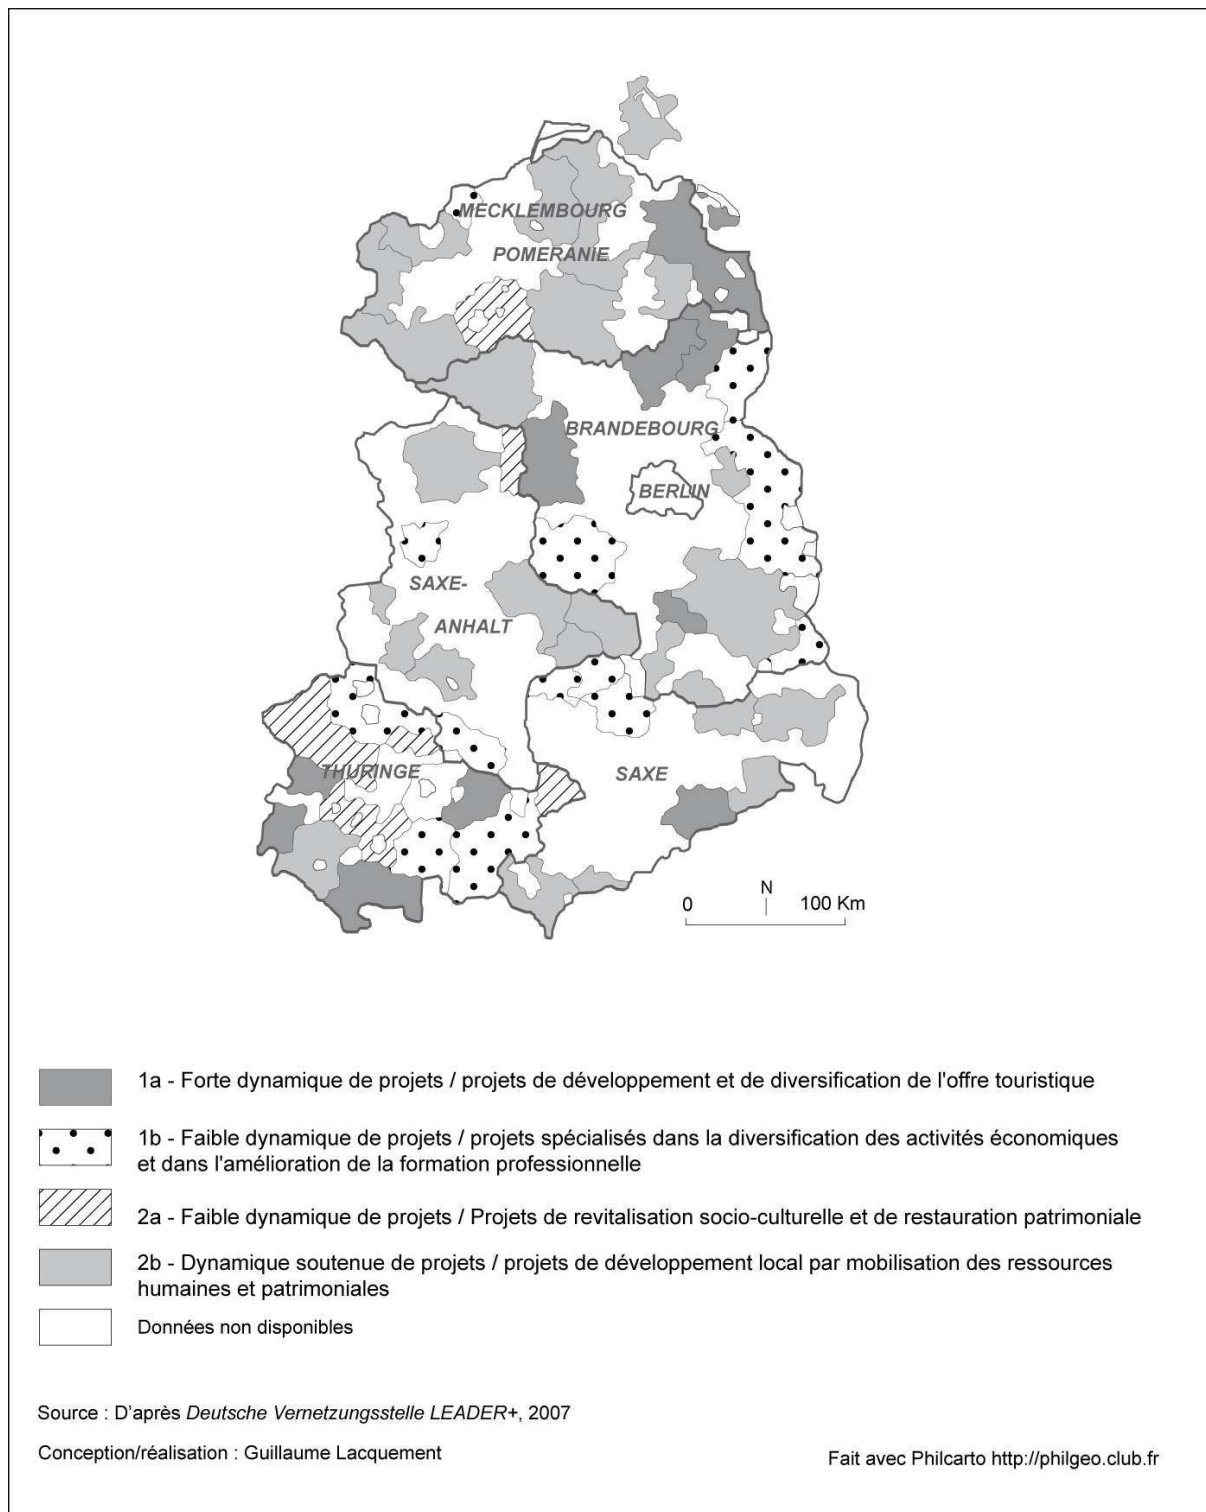 MECKLEMBOURG
POMERANIE
BRANDEBOURG
BERLIN
SAXE-
ANHALT
THURINGE
SAXE
N
0 100 Km
1a - Forte dynamique de projets / projets de développement et de diversification de l'offre touristique
1b - Faible dynamique de projets / projets spécialisés dans la diversification des activités économiques
et dans l'amélioration de la formation professionnelle
2a - Faible dynamique de projets / Projets de revitalisation socio-culturelle et de restauration patrimoniale
2b - Dynamique soutenue de projets / projets de développement local par mobilisation des ressources
humaines et patrimoniales
Données non disponibles
Source : D'après Deutsche Vernetzungsstelle LEADER+, 2007
Conception/réalisation : Guillaume Lacquement
Fait avec Philcarto http://philgeo.club.fr